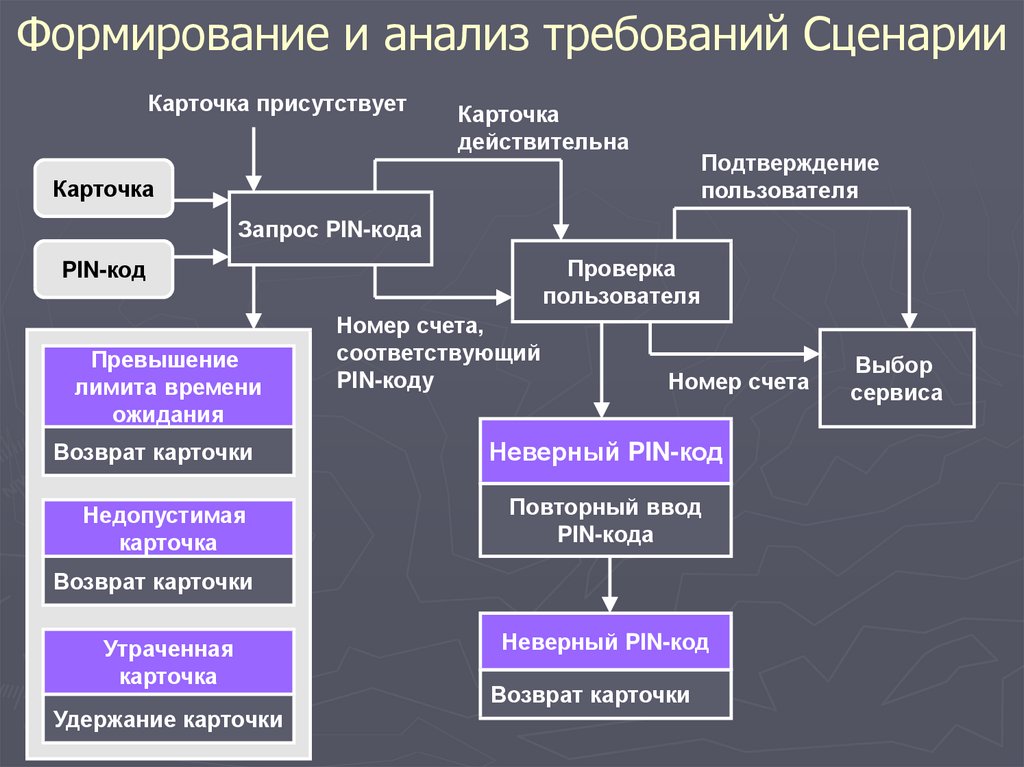 Формирование и анализ требований Сценарии
Карточка присутствует
Карточка
действительна
Подтверждение
пользователя
Карточка
Запрос PIN-кода
PIN-код
Проверка
пользователя
Номер счета,
соответствующий
PIN-коду
Номер счета
Выбор
сервиса
Превышение
лимита времени
ожидания
Возврат карточки
Недопустимая
карточка
Возврат карточки
Утраченная
карточка
Удержание карточки
Неверный PIN-код
Повторный ввод
PIN-кода
Неверный PIN-код
Возврат карточки